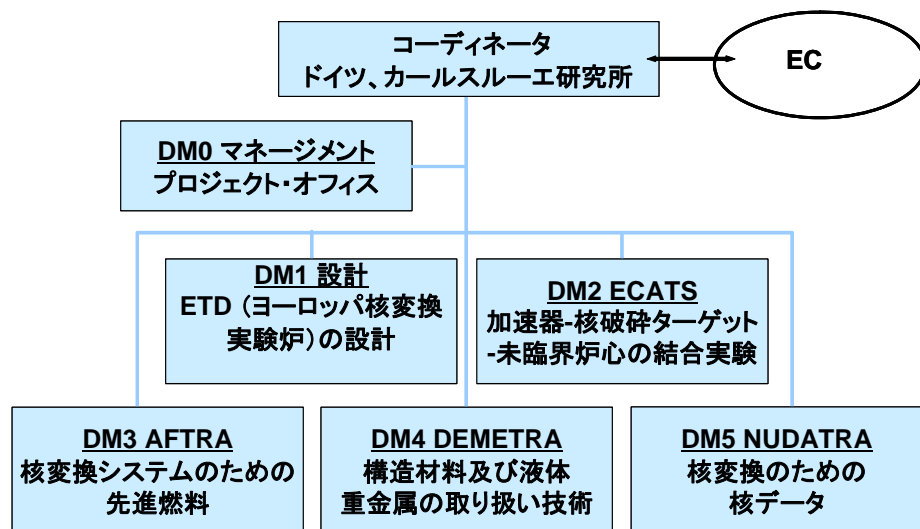 コーディネータ
ドイツ、カールスルーエ研究所
EC
DM0 マネージメント
プロジェクト・オフィス
DM1 設計
ETD (ヨーロッパ核変換
実験炉)の設計
DM2 ECATS
加速器-核破砕ターゲット
-未臨界炉心の結合実験
DM3 AFTRA
核変換システムのための
先進燃料
DM4 DEMETRA
構造材料及び液体
重金属の取り扱い技術
DM5 NUDATRA
核変換のための
核データ